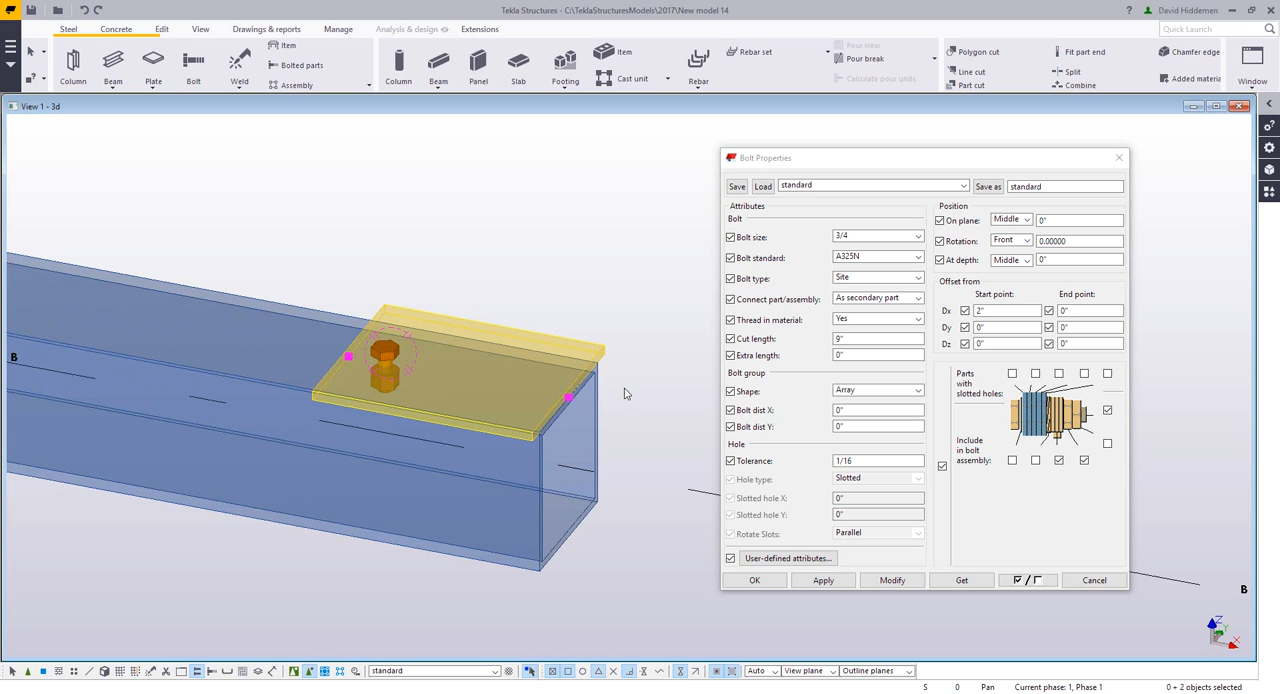 Tekla Structures - C:\TeklaStructuresModels\2017\New model 14
? David Hiddemen
Steel Concrete Edit View Drawings & reports Manage Analysis & design Extensions
Quick Launch
Item
Bolted parts
Assembly
Column Beam Plate Bolt Weld
Item
Cast unit
Column Beam Panel Slab Footing Rebar
Rebar set
Pour view
Pour break
Calculate pour units
Polygon cut Fit part end Chamfer edge
Line cut Split Added materia
Part cut Combine
Window
View 1 - 3d
B
B
Bolt Properties
Save Load standard Save as standard
Attributes
Bolt
Bolt size: 3/4
Bolt standard: A325N
Bolt type: Site
Connect part/assembly: As secondary part
Thread in material: Yes
Cut length: 9"
Extra length: 0"
Bolt group
Shape: Array
Bolt dist X: 0"
Bolt dist Y: 0"
Hole
Tolerance: 1/16
Hole type: Slotted
Slotted hole X: 0"
Slotted hole Y: 0"
Rotate Slots: Parallel
User-defined attributes...
Position
On plane: Middle 0"
Rotation: Front 0.00000
At depth: Middle 0"
Offset from
Start point: End point:
Dx 2" 0"
Dy 0" 0"
Dz 0" 0"
Parts
with
slotted holes:
Include
in bolt
assembly:
OK Apply Modify Get / Cancel
Z
Y
X
standard Auto View plane Outline planes
S 0 Pan Current phase: 1, Phase 1 0 + 2 objects selected